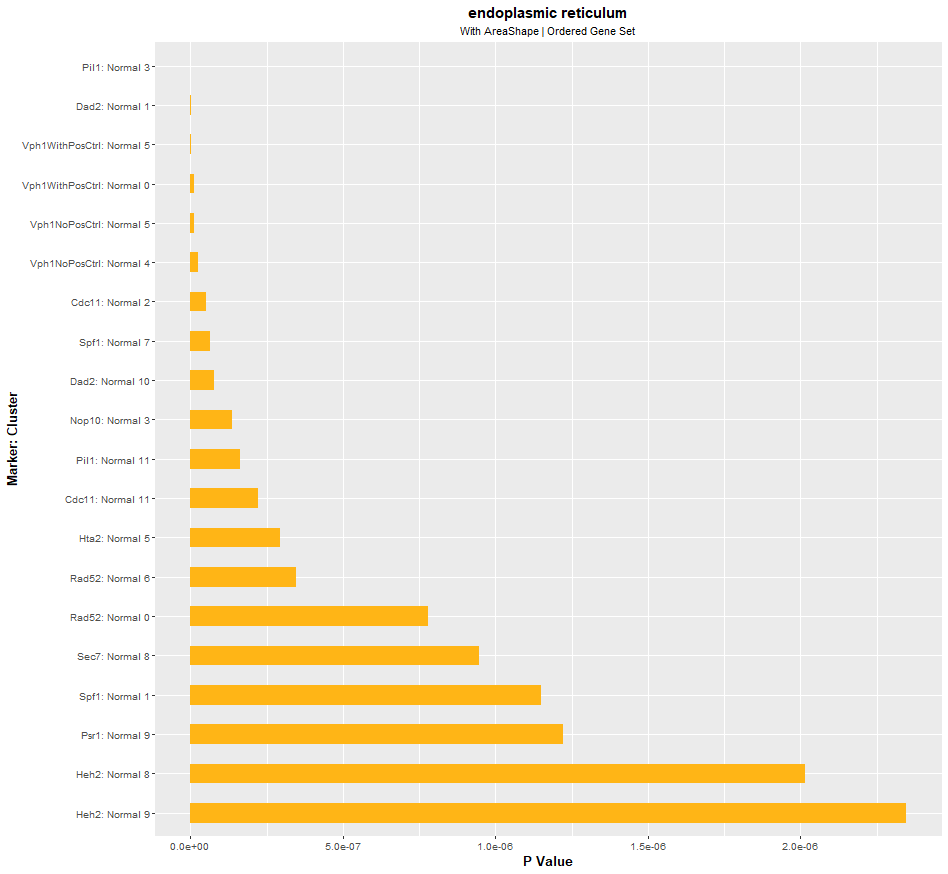 endoplasmic reticulum
With AreaShape | Ordered Gene Set
Marker: Cluster
Pil1: Normal 3
Dad2: Normal 1
Vph1WithPosCtrl: Normal 5
Vph1WithPosCtrl: Normal 0
Vph1NoPosCtrl: Normal 5
Vph1NoPosCtrl: Normal 4
Cdc11: Normal 2
Spf1: Normal 7
Dad2: Normal 10
Nop10: Normal 3
Pil1: Normal 11
Cdc11: Normal 11
Hta2: Normal 5
Rad52: Normal 6
Rad52: Normal 0
Sec7: Normal 8
Spf1: Normal 1
Psr1: Normal 9
Heh2: Normal 8
Heh2: Normal 9
0.0e+00 5.0e-07 1.0e-06 1.5e-06 2.0e-06
P Value